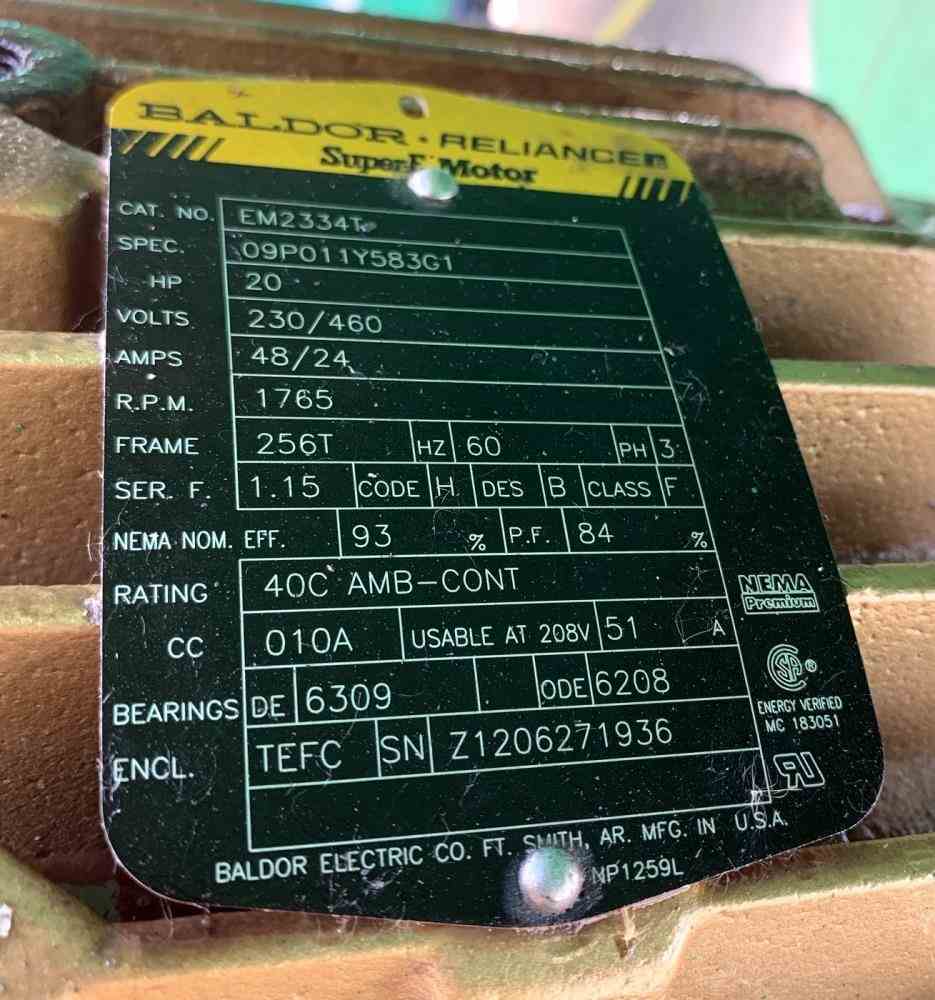 BALDOR • RELIANCE
Super-E Motor
CAT. NO. EM2334T
SPEC. 09P011Y583G1
HP 20
VOLTS 230/460
AMPS 48/24
R.P.M. 1765
FRAME 256T HZ 60 PH 3
SER. F. 1.15 CODE H DES B CLASS F
NEMA NOM. EFF. 93 % P.F. 84 %
RATING 40C AMB-CONT
NEMA
Premium
CC 010A USABLE AT 208V 51 A
CSA ®
BEARINGS DE 6309 ODE 6208
ENERGY VERIFIED
MC 183051
ENCL. TEFC SN Z1206271936
RU
BALDOR ELECTRIC CO. FT. SMITH, AR. MFG. IN U.S.A.
NP1259L